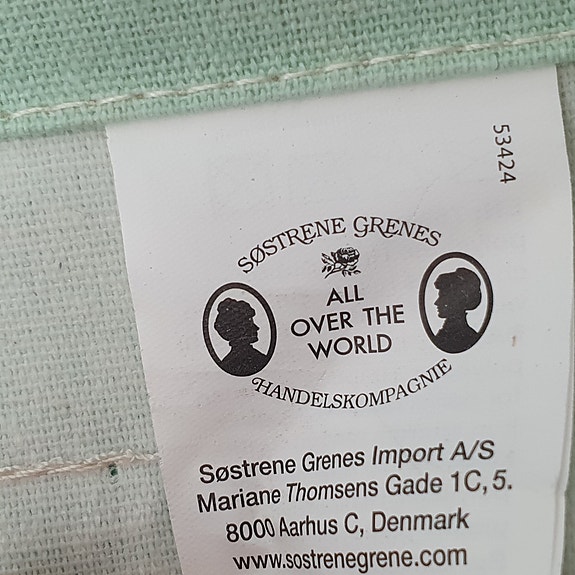 53424
SØSTRENE GRENES
ALL
OVER THE
WORLD
HANDELSKOMPAGNIE
Søstrene Grenes Import A/S
Mariane Thomsens Gade 1C, 5.
8000 Aarhus C, Denmark
www.sostrenegrene.com